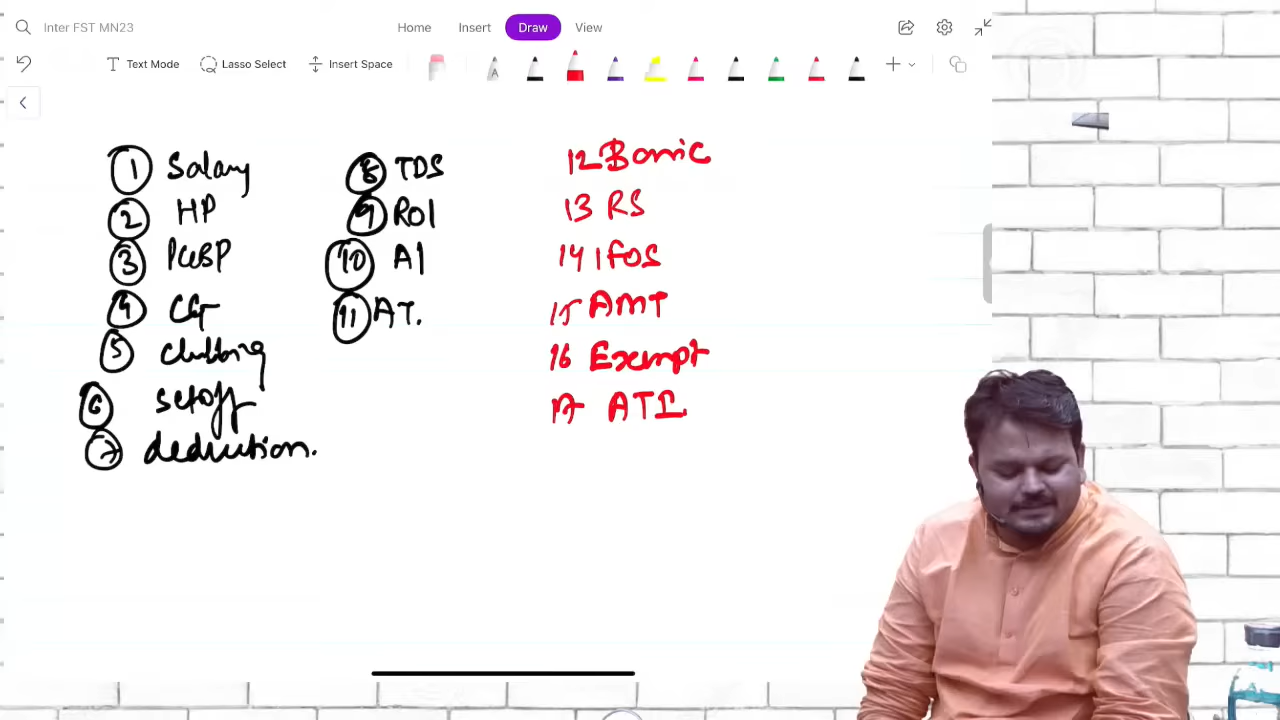 Inter FST MN23
Home Insert Draw View
Text Mode Lasso Select Insert Space
A
1 Salary
2 HP
3 PGBP
4 CG
5 clubbing
6 setoff
7 deduction.
8 TDS
9 ROI
10 AI
11 AT.
12 Basic
13 RS
14 IFOS
15 AMT
16 Exempt
17 ATI